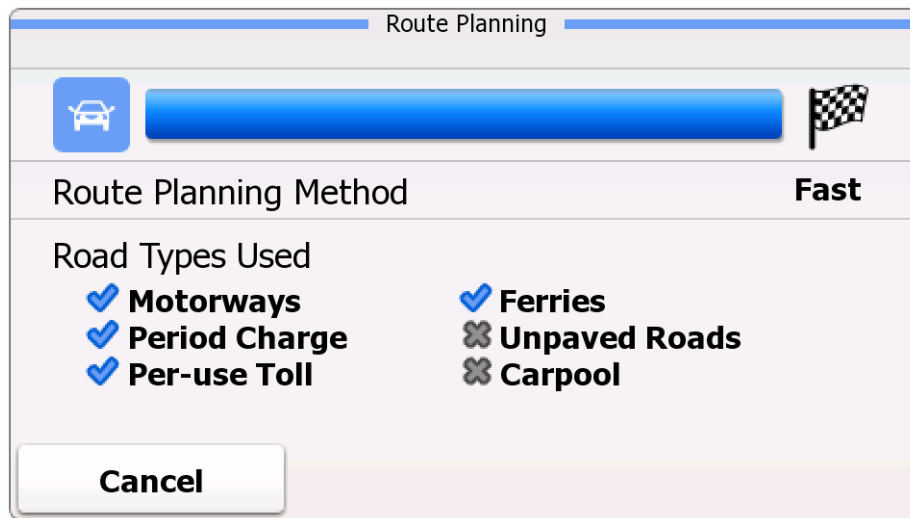 Route Planning
Route Planning Method Fast
Road Types Used
Motorways Ferries
Period Charge Unpaved Roads
Per-use Toll Carpool
Cancel